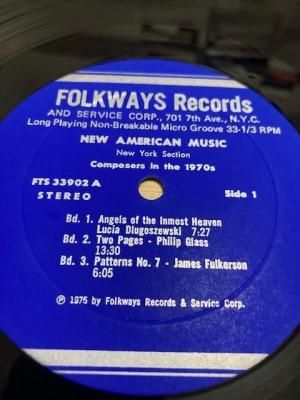 FOLKWAYS Records
AND SERVICE CORP., 701 7th Ave., N.Y.C.
Long Playing Non-Breakable Micro Groove 33-1/3 RPM
NEW AMERICAN MUSIC
New York Section
Composers in the 1970s
FTS 33902 A
Side 1
STEREO
Bd. 1. Angels of the Inmost Heaven
Lucia Dlugoszewski 7:27
Bd. 2. Two Pages - Philip Glass
13:30
Bd. 3. Patterns No. 7 - James Fulkerson
6:05
℗ 1975 by Folkways Records & Service Corp.